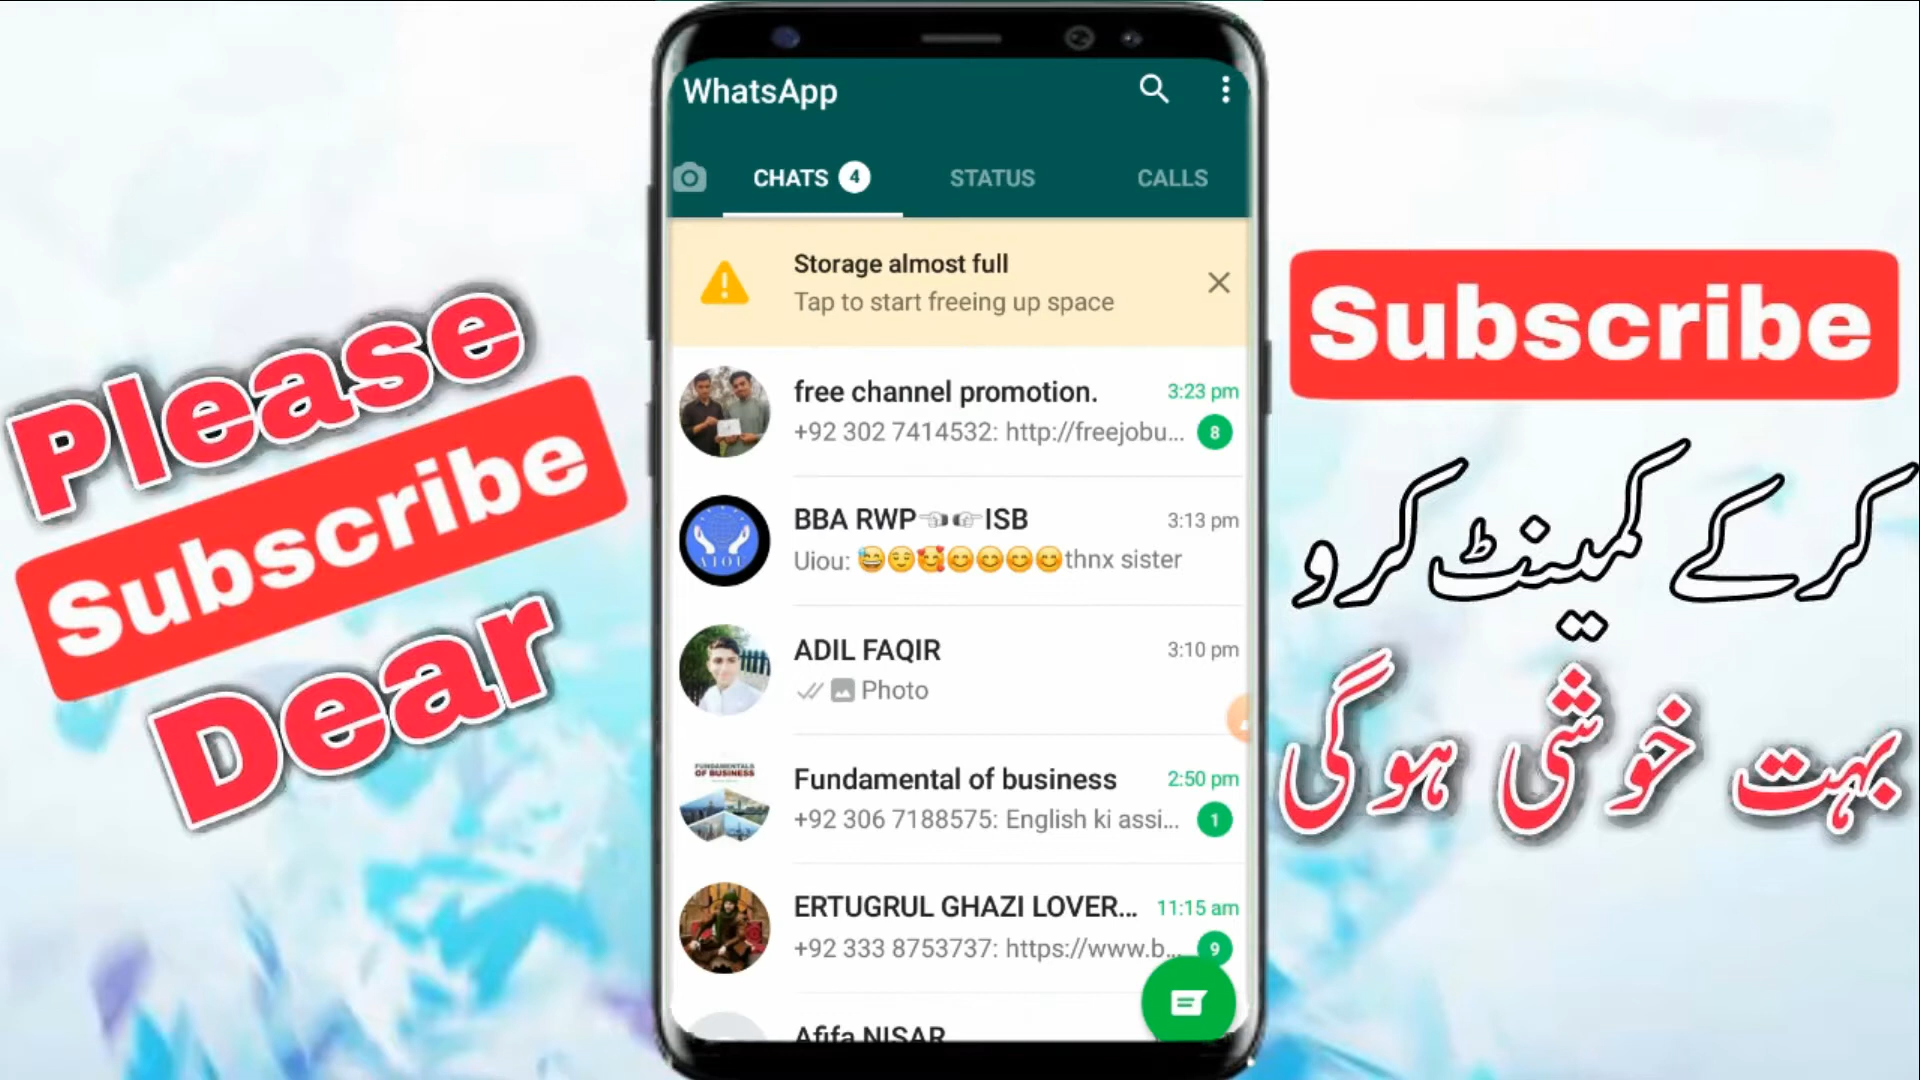 Please
Subscribe
Dear
WhatsApp
CHATS 4
STATUS
CALLS
Storage almost full
Tap to start freeing up space
free channel promotion.
3:23 pm
+92 302 7414532: http://freejobu...
8
BBA RWP👈👉ISB
3:13 pm
Uiou: 😅😌🥰😊😊😊😊thnx sister
AIOU
ADIL FAQIR
3:10 pm
Photo
FUNDAMENTALS
OF BUSINESS
Fundamental of business
2:50 pm
+92 306 7188575: English ki assi...
1
ERTUGRUL GHAZI LOVER...
11:15 am
+92 333 8753737: https://www.b...
9
Afifa NISAR
Subscribe
کرکے کمینٹ کرو
بہت خوشی ہوگی